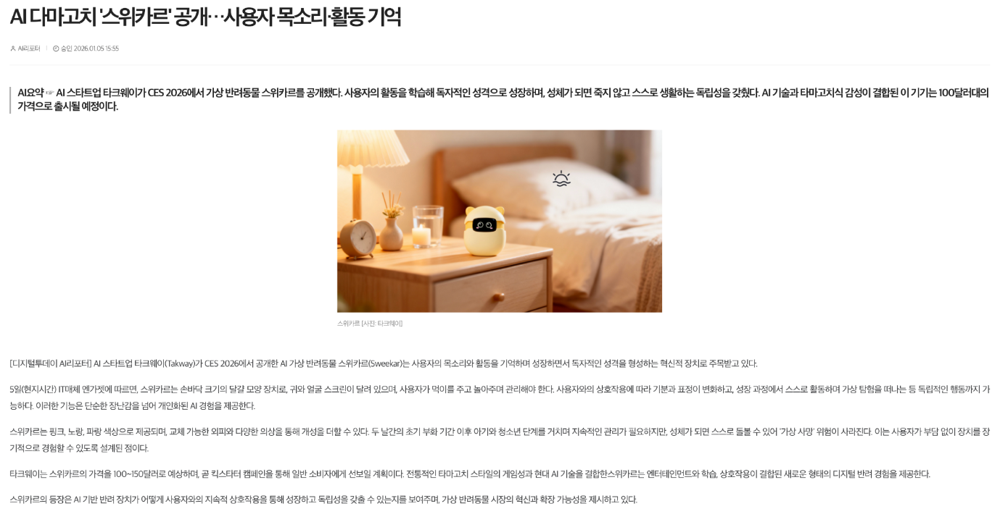 AI 다마고치 '스위카르' 공개…사용자 목소리·활동 기억
AI리포터 승인 2026.01.05 15:55
AI요약 ☞ AI 스타트업 타크웨이가 CES 2026에서 가상 반려동물 스위카르를 공개했다. 사용자의 활동을 학습해 독자적인 성격으로 성장하며, 성체가 되면 죽지 않고 스스로 생활하는 독립성을 갖췄다. AI 기술과 타마고치식 감성이 결합된 이 기기는 100달러대의
가격으로 출시될 예정이다.
스위카르 [사진: 타크웨이]
[디지털투데이 AI리포터] AI 스타트업 타크웨이(Takway)가 CES 2026에서 공개한 AI 가상 반려동물 스위카르(Sweekar)는 사용자의 목소리와 활동을 기억하며 성장하면서 독자적인 성격을 형성하는 혁신적 장치로 주목받고 있다.
5일(현지시간) IT매체 엔가젯에 따르면, 스위카르는 손바닥 크기의 달걀 모양 장치로, 귀와 얼굴 스크린이 달려 있으며, 사용자가 먹이를 주고 놀아주며 관리해야 한다. 사용자와의 상호작용에 따라 기분과 표정이 변화하고, 성장 과정에서 스스로 활동하며 가상 탐험을 떠나는 등 독립적인 행동까지 가
능하다. 이러한 기능은 단순한 장난감을 넘어 개인화된 AI 경험을 제공한다.
스위카르는 핑크, 노랑, 파랑 색상으로 제공되며, 교체 가능한 외피와 다양한 의상을 통해 개성을 더할 수 있다. 두 날간의 초기 부화 기간 이후 아기와 청소년 단계를 거치며 지속적인 관리가 필요하지만, 성체가 되면 스스로 돌볼 수 있어 '가상 사망' 위험이 사라진다. 이는 사용자가 부담 없이 장치를 장
기적으로 경험할 수 있도록 설계된 점이다.
타크웨이는 스위카르의 가격을 100~150달러로 예상하며, 곧 킥스타터 캠페인을 통해 일반 소비자에게 선보일 계획이다. 전통적인 타마고치 스타일의 게임성과 현대 AI 기술을 결합한스위카르는 엔터테인먼트와 학습, 상호작용이 결합된 새로운 형태의 디지털 반려 경험을 제공한다.
스위카르의 등장은 AI 기반 반려 장치가 어떻게 사용자와의 지속적 상호작용을 통해 성장하고 독립성을 갖출 수 있는지를 보여주며, 가상 반려동물 시장의 혁신과 확장 가능성을 제시하고 있다.